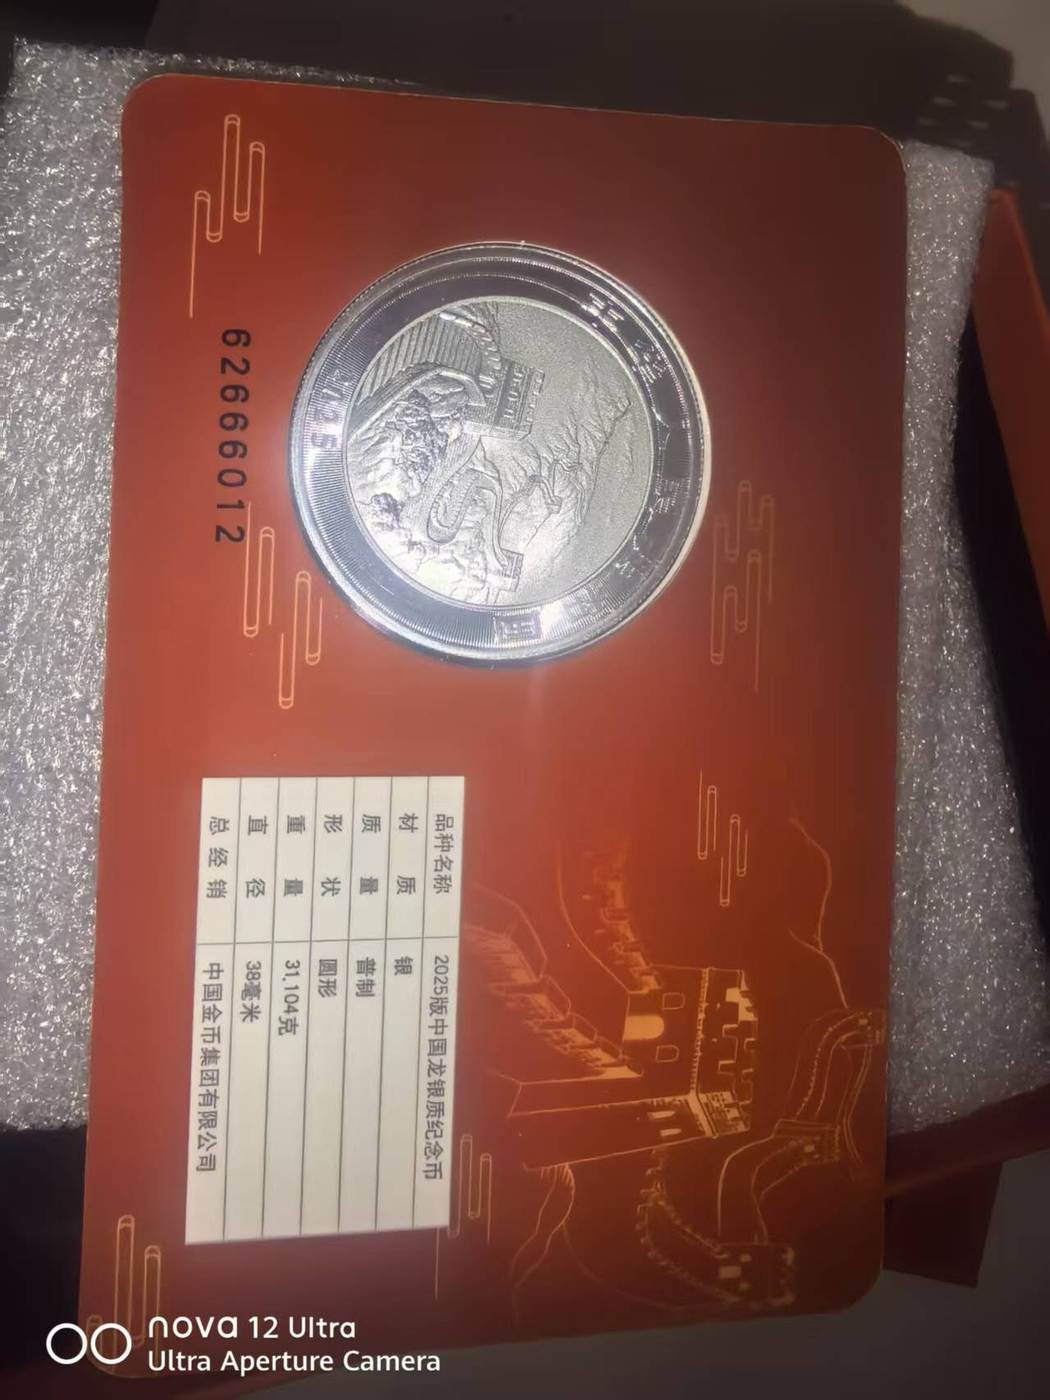 62666012
品种名称 2025版中国龙银质纪念币
材质 银
质量 普制
形状 圆形
重量 31.104克
直径 38毫米
总经销 中国金币集团有限公司
nova 12 Ultra
Ultra Aperture Camera